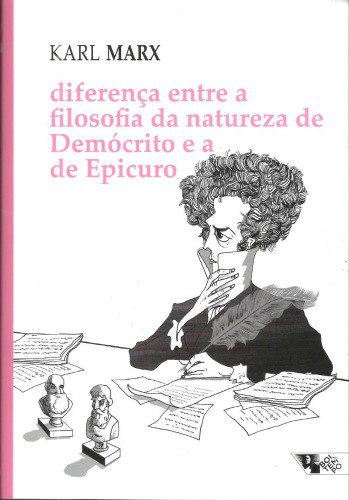 KARL MARX
diferença entre a
filosofia da natureza de
Demócrito e a
de Epicuro